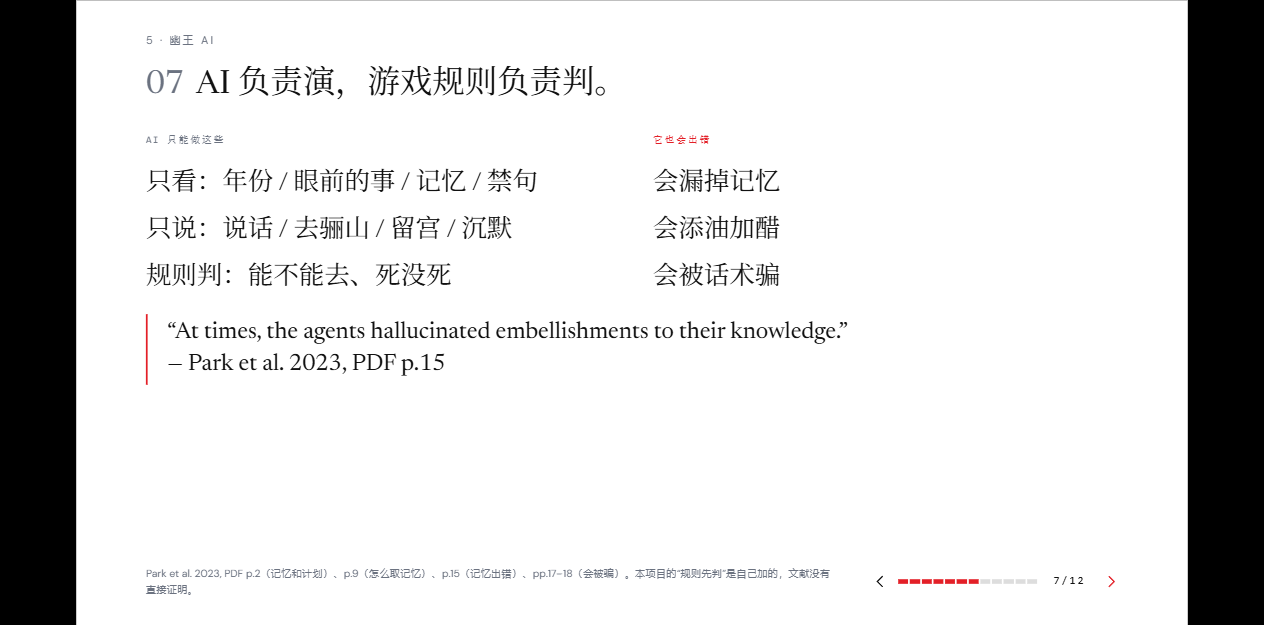 5 · 幽王 AI
07 AI 负责演，游戏规则负责判。
AI 只能做这些
只看：年份 / 眼前的事 / 记忆 / 禁句
只说：说话 / 去骊山 / 留宫 / 沉默
规则判：能不能去、死没死
它也会出错
会漏掉记忆
会添油加醋
会被话术骗
“At times, the agents hallucinated embellishments to their knowledge.”
— Park et al. 2023, PDF p.15
Park et al. 2023, PDF p.2（记忆和计划）、p.9（怎么取记忆）、p.15（记忆出错）、pp.17–18（会被骗）。本项目的“规则先判”是自己加的，文献没有
直接证明。
7/12